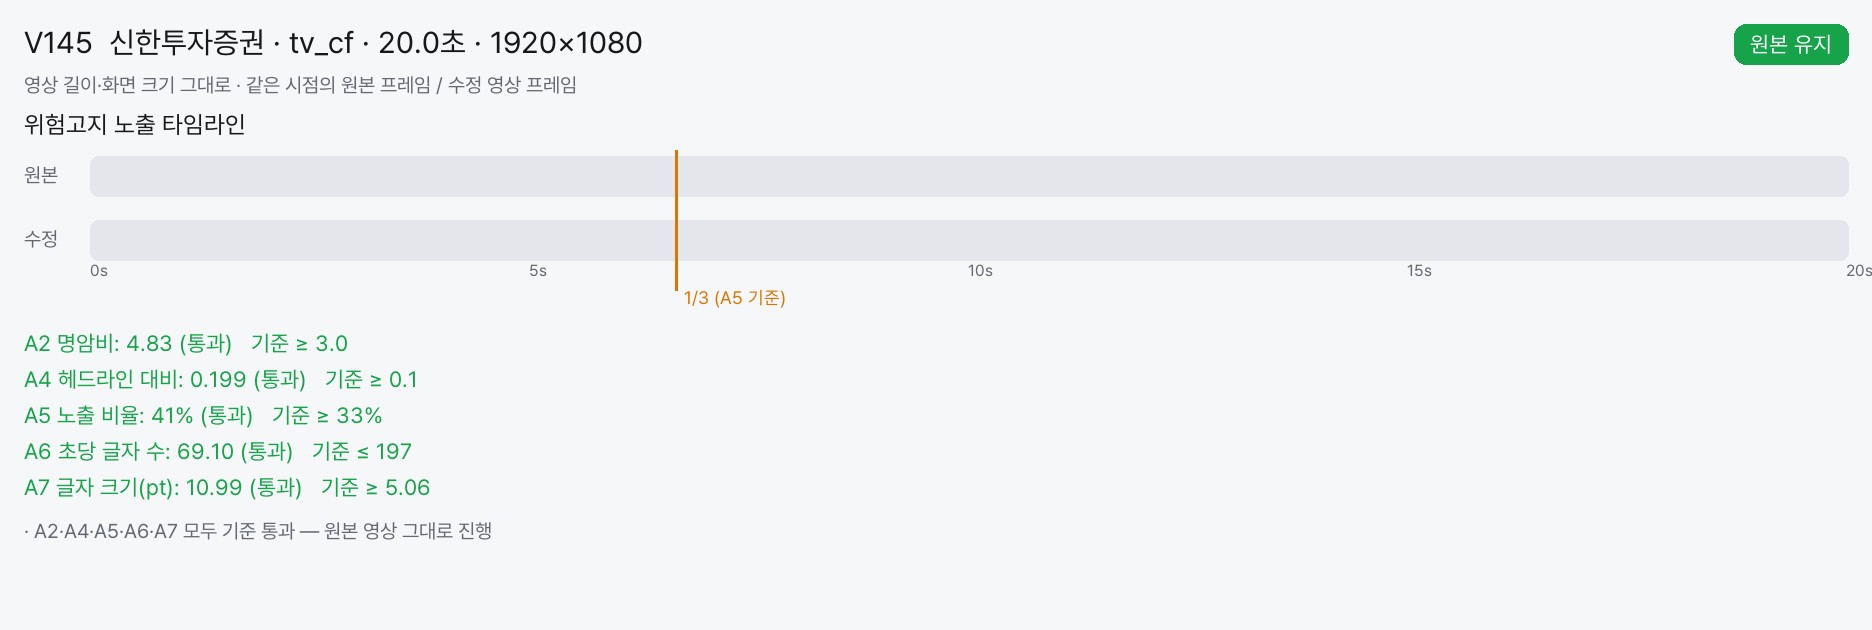 V145 신한투자증권 · tv_cf · 20.0초 · 1920×1080
원본 유지
영상 길이·화면 크기 그대로 · 같은 시점의 원본 프레임 / 수정 영상 프레임
위험고지 노출 타임라인
원본
수정
0s 5s 10s 15s 20s
1/3 (A5 기준)
A2 명암비: 4.83 (통과) 기준 ≥ 3.0
A4 헤드라인 대비: 0.199 (통과) 기준 ≥ 0.1
A5 노출 비율: 41% (통과) 기준 ≥ 33%
A6 초당 글자 수: 69.10 (통과) 기준 ≤ 197
A7 글자 크기(pt): 10.99 (통과) 기준 ≥ 5.06
· A2·A4·A5·A6·A7 모두 기준 통과 — 원본 영상 그대로 진행